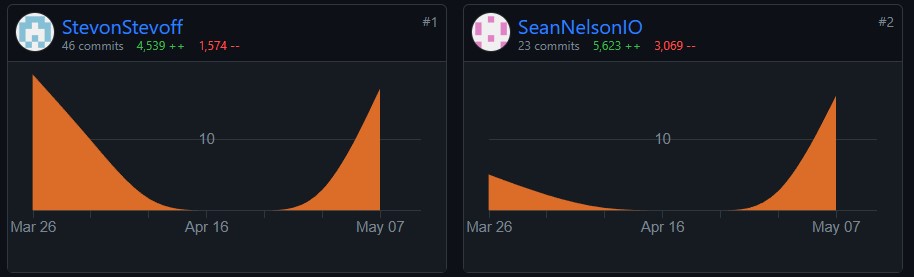 StevonStevoff #1
46 commits 4,539 ++ 1,574 --
10
Mar 26 Apr 16 May 07
SeanNelsonIO #2
23 commits 5,623 ++ 3,069 --
10
Mar 26 Apr 16 May 07